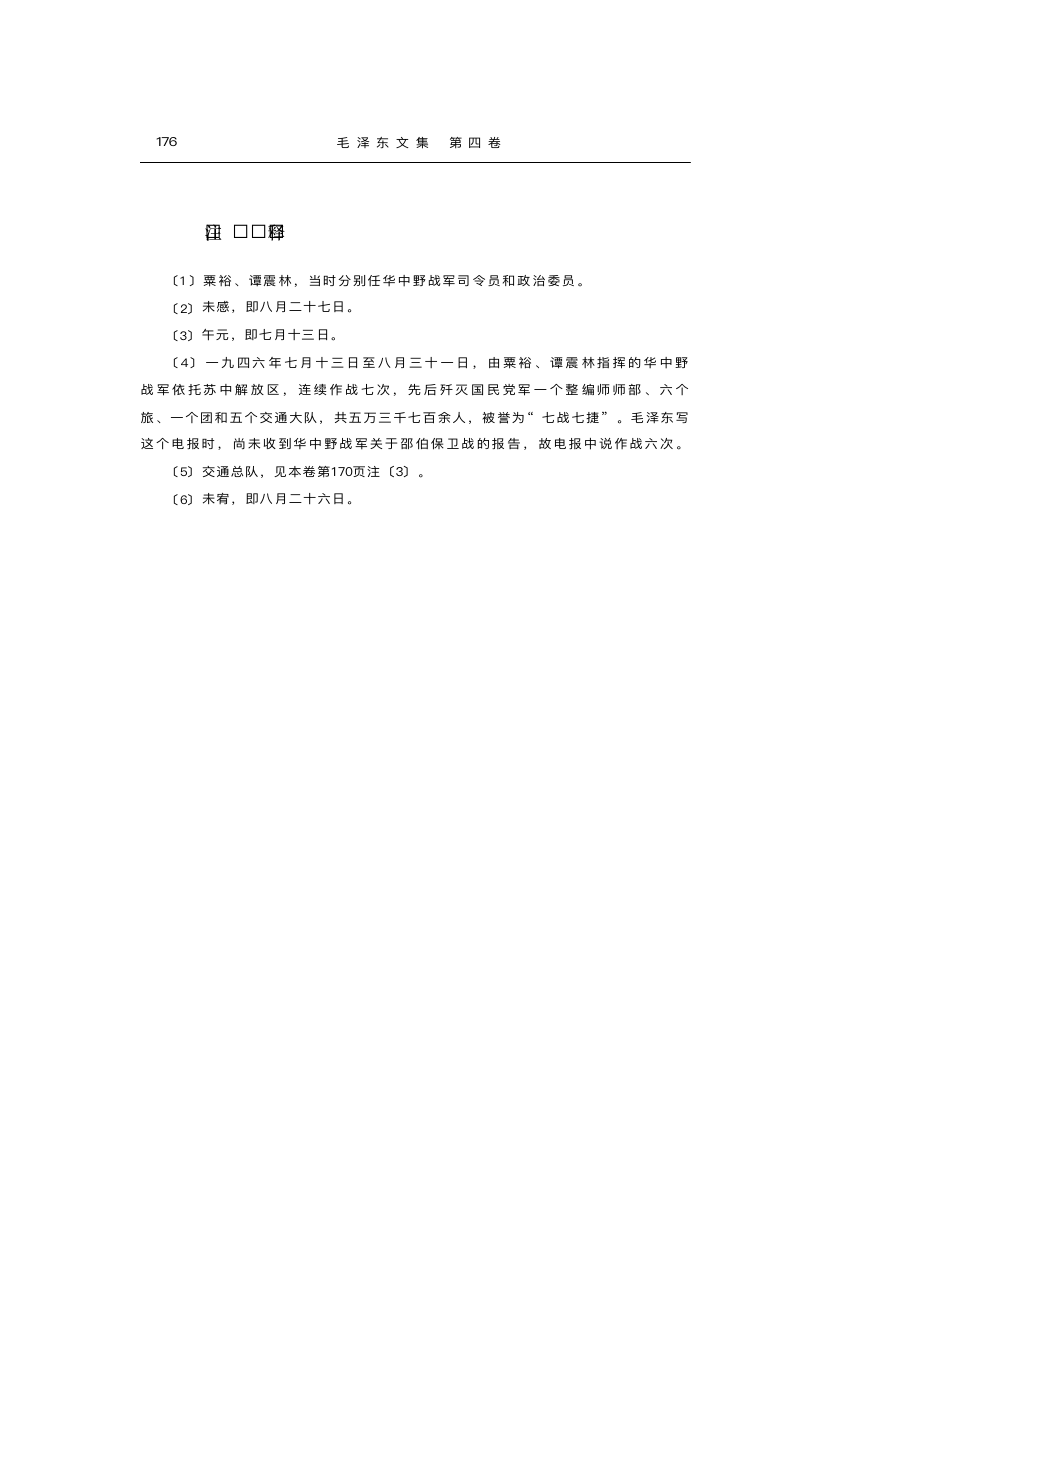 176 毛泽东文集 第四卷
注 □□释
〔1〕粟裕、谭震林，当时分别任华中野战军司令员和政治委员。
〔2〕未感，即八月二十七日。
〔3〕午元，即七月十三日。
〔4〕一九四六年七月十三日至八月三十一日，由粟裕、谭震林指挥的华中野
战军依托苏中解放区，连续作战七次，先后歼灭国民党军一个整编师师部、六个
旅、一个团和五个交通大队，共五万三千七百余人，被誉为“七战七捷”。毛泽东写
这个电报时，尚未收到华中野战军关于邵伯保卫战的报告，故电报中说作战六次。
〔5〕交通总队，见本卷第170页注〔3〕。
〔6〕未宥，即八月二十六日。